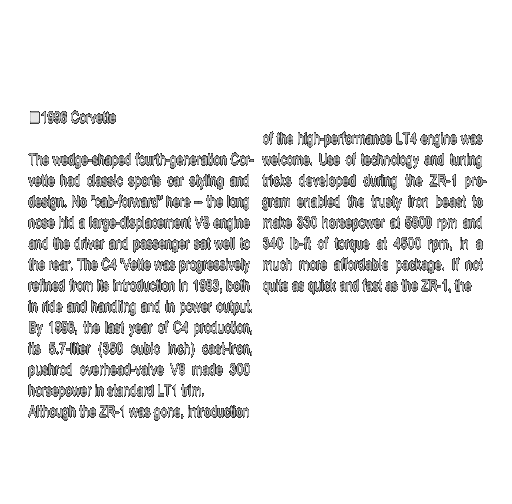 1996 Corvette
The wedge-shaped fourth-generation Cor-
vette had classic sports car styling and
design. No "cab-forward" here – the long
nose hid a large-displacement V8 engine
and the driver and passenger sat well to
the rear. The C4 'Vette was progressively
refined from its introduction in 1983, both
in ride and handling and in power output.
By 1996, the last year of C4 production,
its 5.7-liter (350 cubic inch) cast-iron,
pushrod overhead-valve V8 made 300
horsepower in standard LT1 trim.
Although the ZR-1 was gone, introduction
of the high-performance LT4 engine was
welcome. Use of technology and tuning
tricks developed during the ZR-1 pro-
gram enabled the trusty iron beast to
make 330 horsepower at 5800 rpm and
340 lb-ft of torque at 4500 rpm, in a
much more affordable package. If not
quite as quick and fast as the ZR-1, the